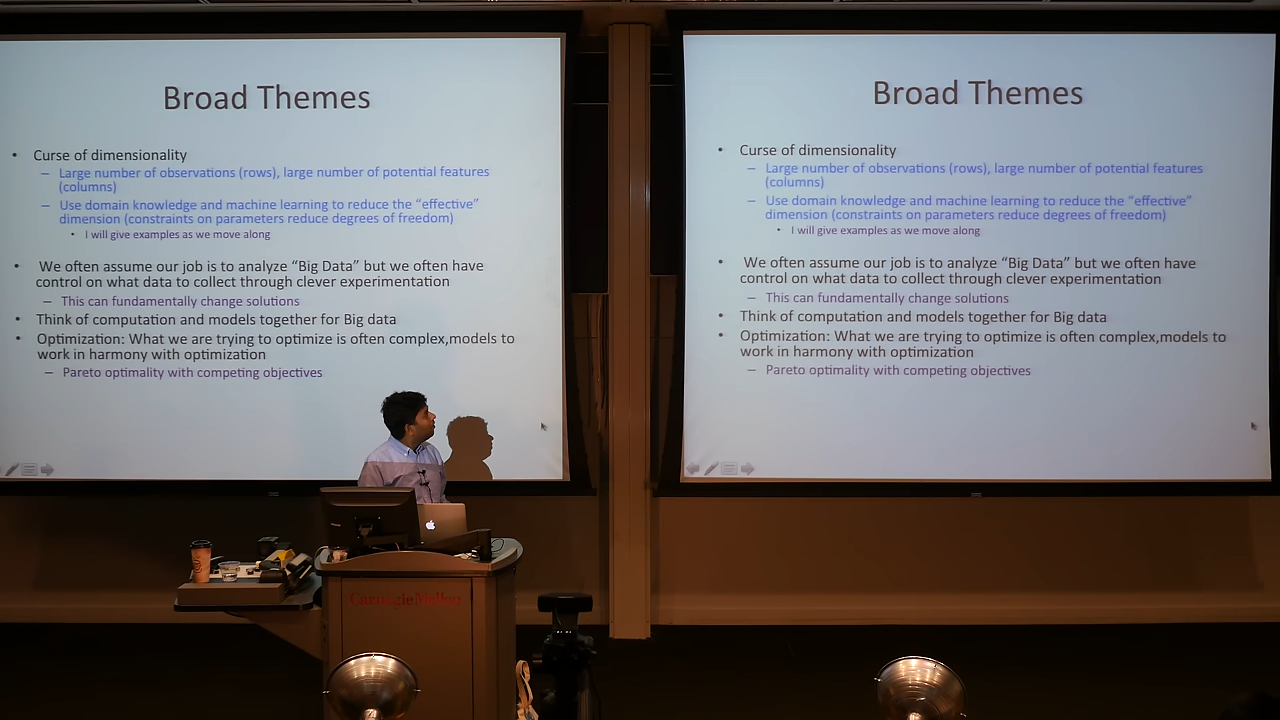 Broad Themes
• Curse of dimensionality
– Large number of observations (rows), large number of potential features
(columns)
– Use domain knowledge and machine learning to reduce the “effective”
dimension (constraints on parameters reduce degrees of freedom)
• I will give examples as we move along
• We often assume our job is to analyze “Big Data” but we often have
control on what data to collect through clever experimentation
– This can fundamentally change solutions
• Think of computation and models together for Big data
• Optimization: What we are trying to optimize is often complex,models to
work in harmony with optimization
– Pareto optimality with competing objectives
Broad Themes
• Curse of dimensionality
– Large number of observations (rows), large number of potential features
(columns)
– Use domain knowledge and machine learning to reduce the “effective”
dimension (constraints on parameters reduce degrees of freedom)
• I will give examples as we move along
• We often assume our job is to analyze “Big Data” but we often have
control on what data to collect through clever experimentation
– This can fundamentally change solutions
• Think of computation and models together for Big data
• Optimization: What we are trying to optimize is often complex,models to
work in harmony with optimization
– Pareto optimality with competing objectives
Carnegie Mellon